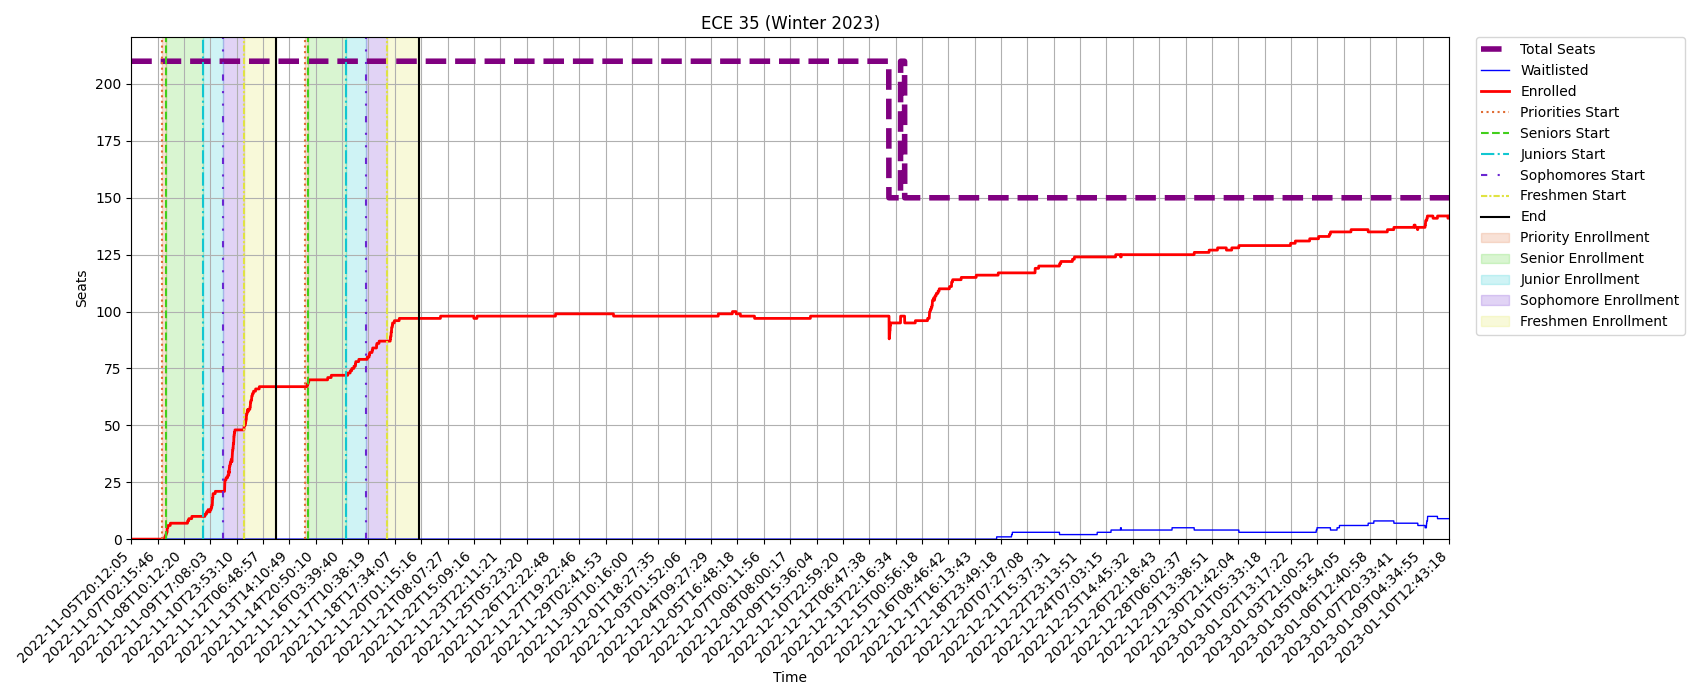 ECE 35 (Winter 2023)
Seats
200
175
150
125
100
75
50
25
0
2022-11-05T20:12:05
2022-11-07T02:15:46
2022-11-08T10:12:20
2022-11-09T17:08:03
2022-11-10T23:53:10
2022-11-12T06:48:57
2022-11-13T14:10:49
2022-11-14T20:50:10
2022-11-16T03:39:40
2022-11-17T10:38:19
2022-11-18T17:34:07
2022-11-20T01:15:16
2022-11-21T08:07:27
2022-11-22T15:09:16
2022-11-23T22:11:21
2022-11-25T05:23:20
2022-11-26T12:22:48
2022-11-27T19:22:46
2022-11-29T02:41:53
2022-11-30T10:16:00
2022-12-01T18:27:35
2022-12-03T01:52:06
2022-12-04T09:27:29
2022-12-05T16:48:18
2022-12-07T00:11:56
2022-12-08T08:00:17
2022-12-09T15:36:04
2022-12-10T22:59:20
2022-12-12T06:47:38
2022-12-13T22:16:34
2022-12-15T00:56:18
2022-12-16T08:46:42
2022-12-17T16:13:43
2022-12-18T23:49:18
2022-12-20T07:27:08
2022-12-21T15:37:31
2022-12-22T23:13:51
2022-12-24T07:03:15
2022-12-25T14:45:32
2022-12-26T22:18:43
2022-12-28T06:02:37
2022-12-29T13:38:51
2022-12-30T21:42:04
2023-01-01T05:33:18
2023-01-02T13:17:22
2023-01-03T21:00:52
2023-01-05T04:54:05
2023-01-06T12:40:58
2023-01-07T20:33:41
2023-01-09T04:34:55
2023-01-10T12:43:18
Time
Total Seats
Waitlisted
Enrolled
Priorities Start
Seniors Start
Juniors Start
Sophomores Start
Freshmen Start
End
Priority Enrollment
Senior Enrollment
Junior Enrollment
Sophomore Enrollment
Freshmen Enrollment